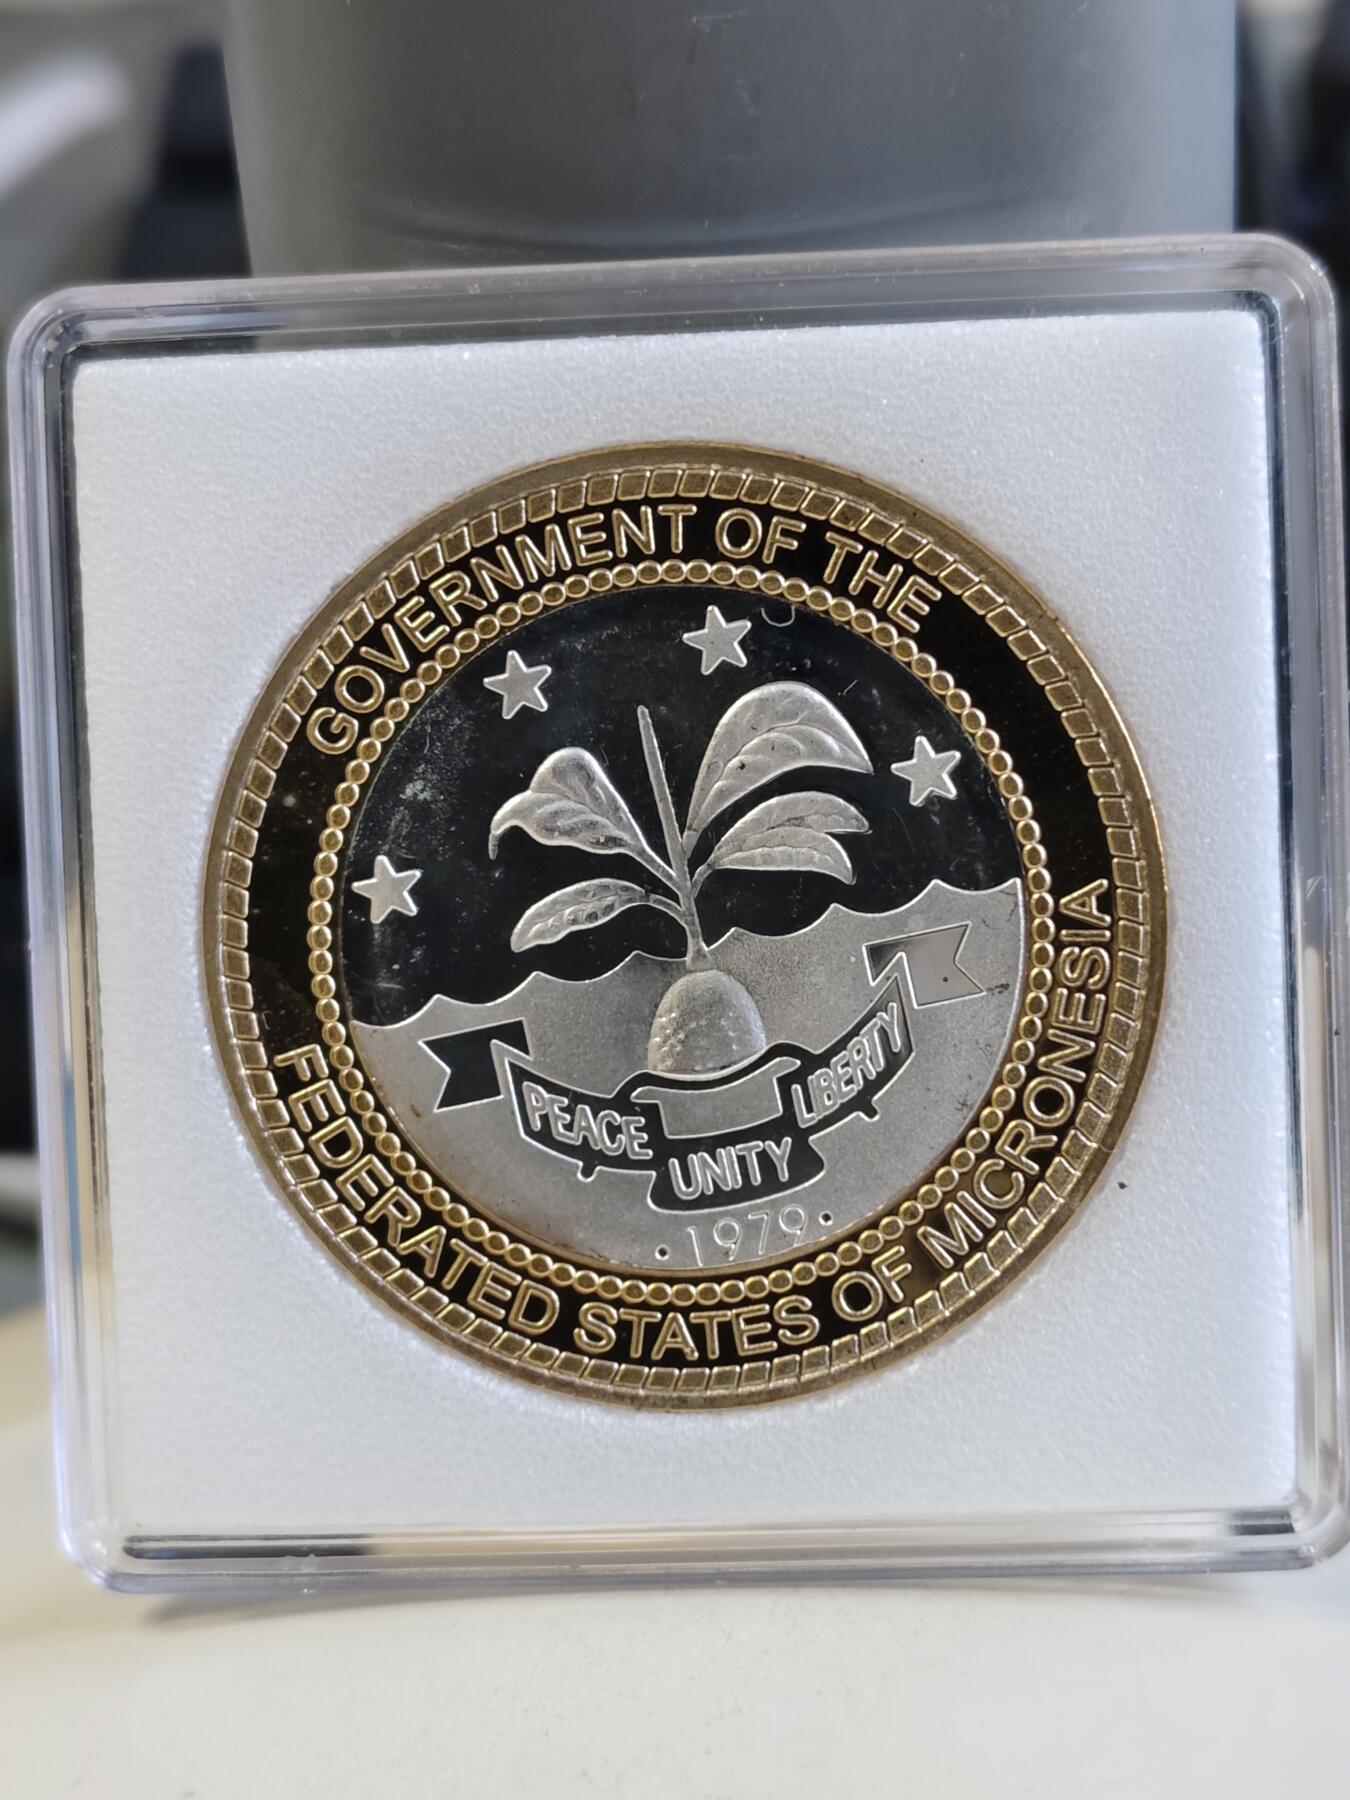 GOVERNMENT OF THE
FEDERATED STATES OF MICRONESIA
PEACE
UNITY
LIBERTY
·1979·